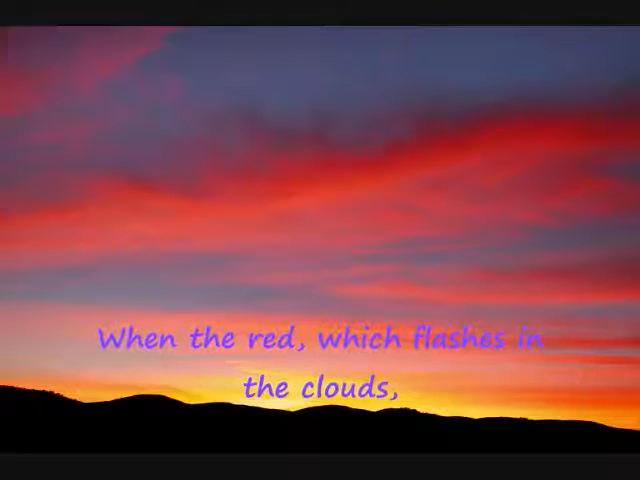 When the red, which flashes in
the clouds,